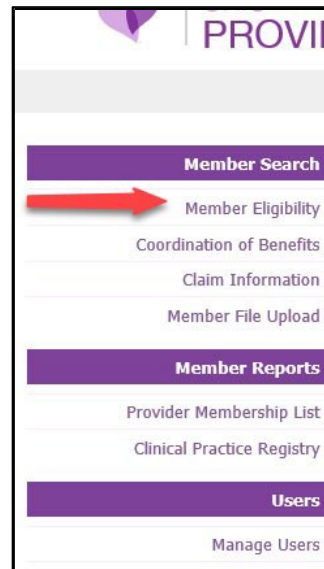 PROVI
Member Search
Member Eligibility
Coordination of Benefits
Claim Information
Member File Upload
Member Reports
Provider Membership List
Clinical Practice Registry
Users
Manage Users